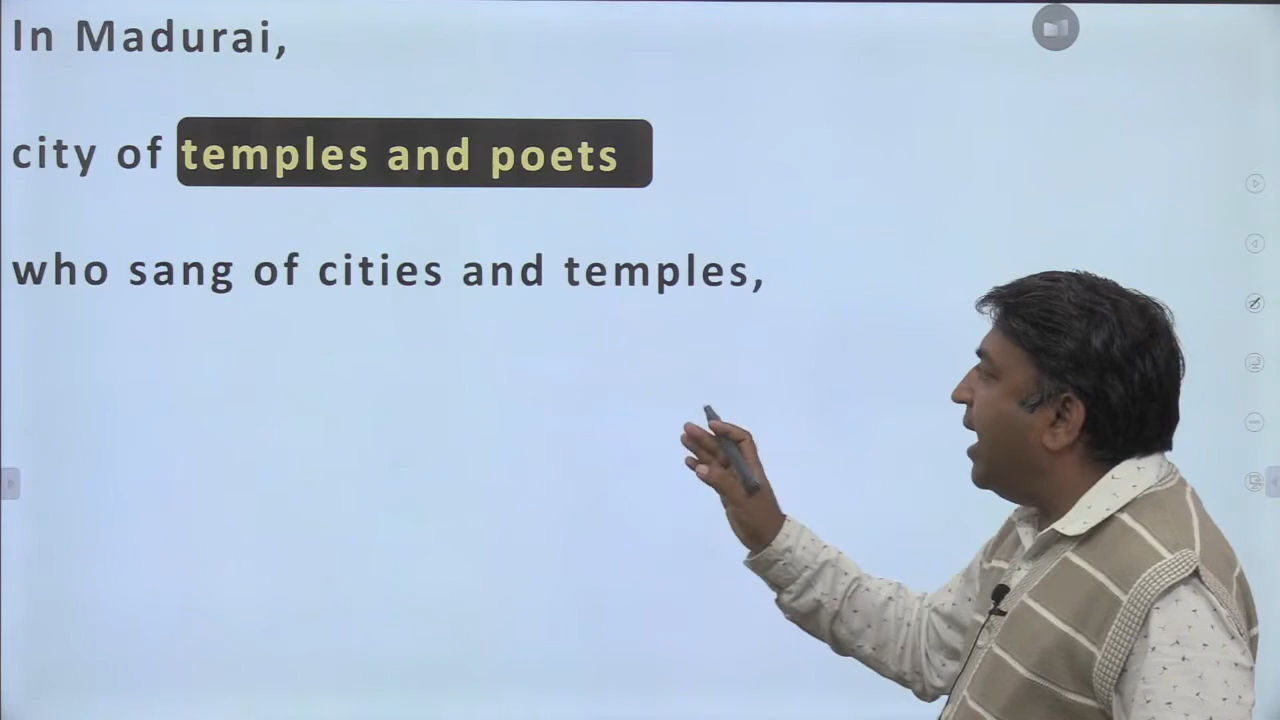 In Madurai,
city of temples and poets
who sang of cities and temples,